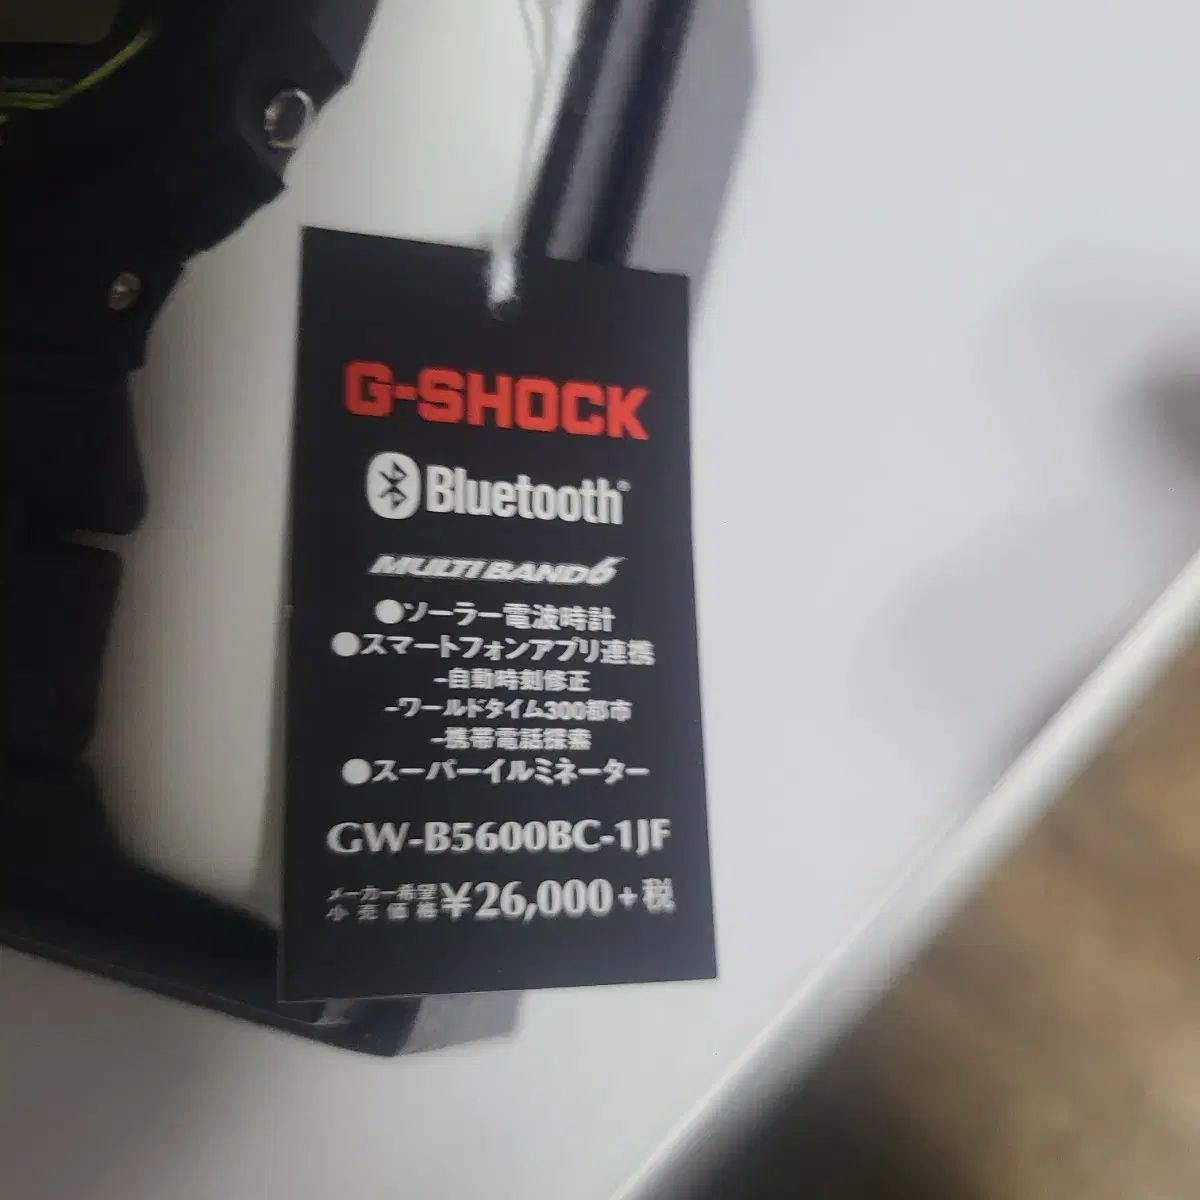 G-SHOCK
Bluetooth®
MULTI BAND 6
●ソーラー電波時計
●スマートフォンアプリ連携
-自動時刻修正
-ワールドタイム300都市
-携帯電話探索
●スーパーイルミネーター
GW-B5600BC-1JF
メーカー希望
小売価格 ¥26,000+税